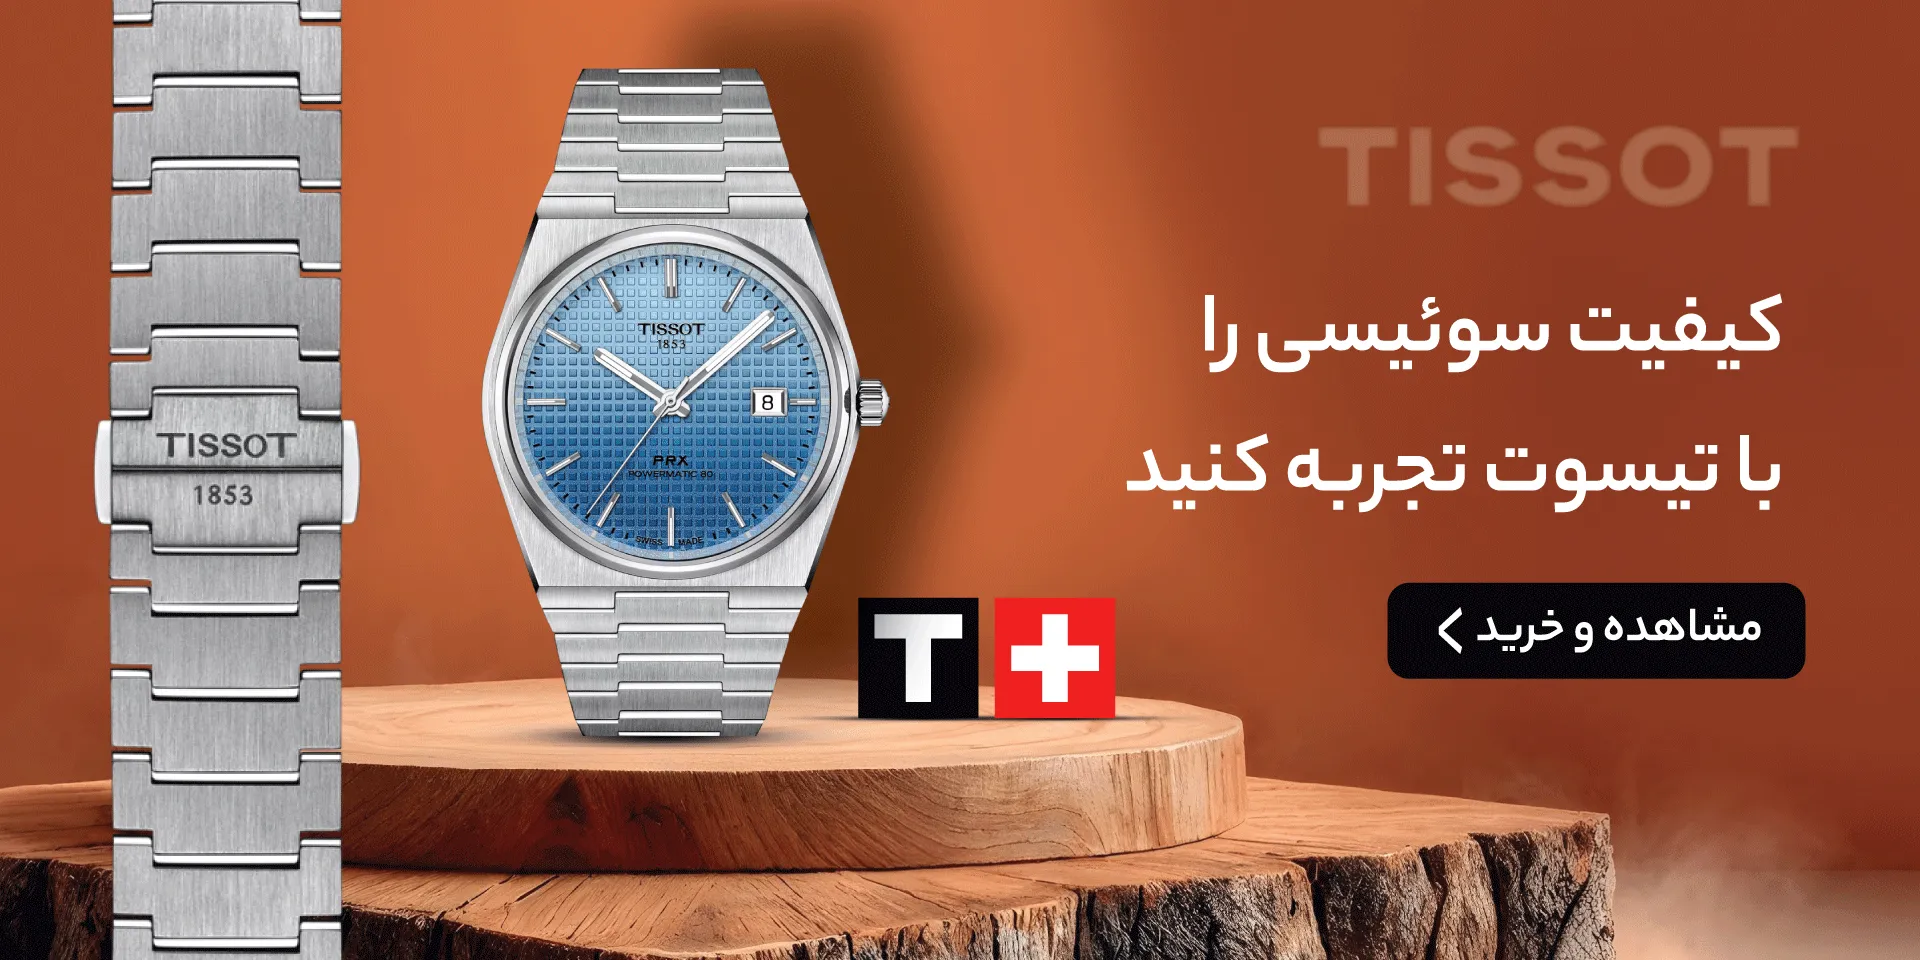 TISSOT
کیفیت سوئیسی را
با تیسوت تجربه کنید
مشاهده و خرید
TISSOT
1853
8
PRX
POWERMATIC 80
SWISS MADE
TISSOT
1853
T